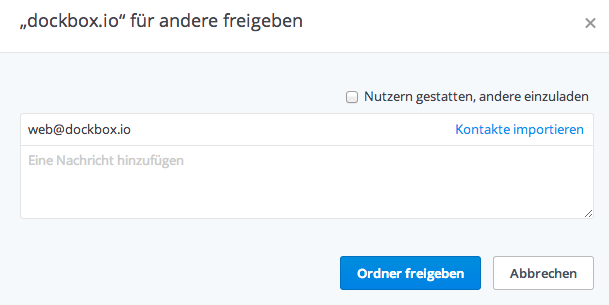 „dockbox.io“ für andere freigeben
×
Nutzern gestatten, andere einzuladen
web@dockbox.io Kontakte importieren
Eine Nachricht hinzufügen
Ordner freigeben Abbrechen